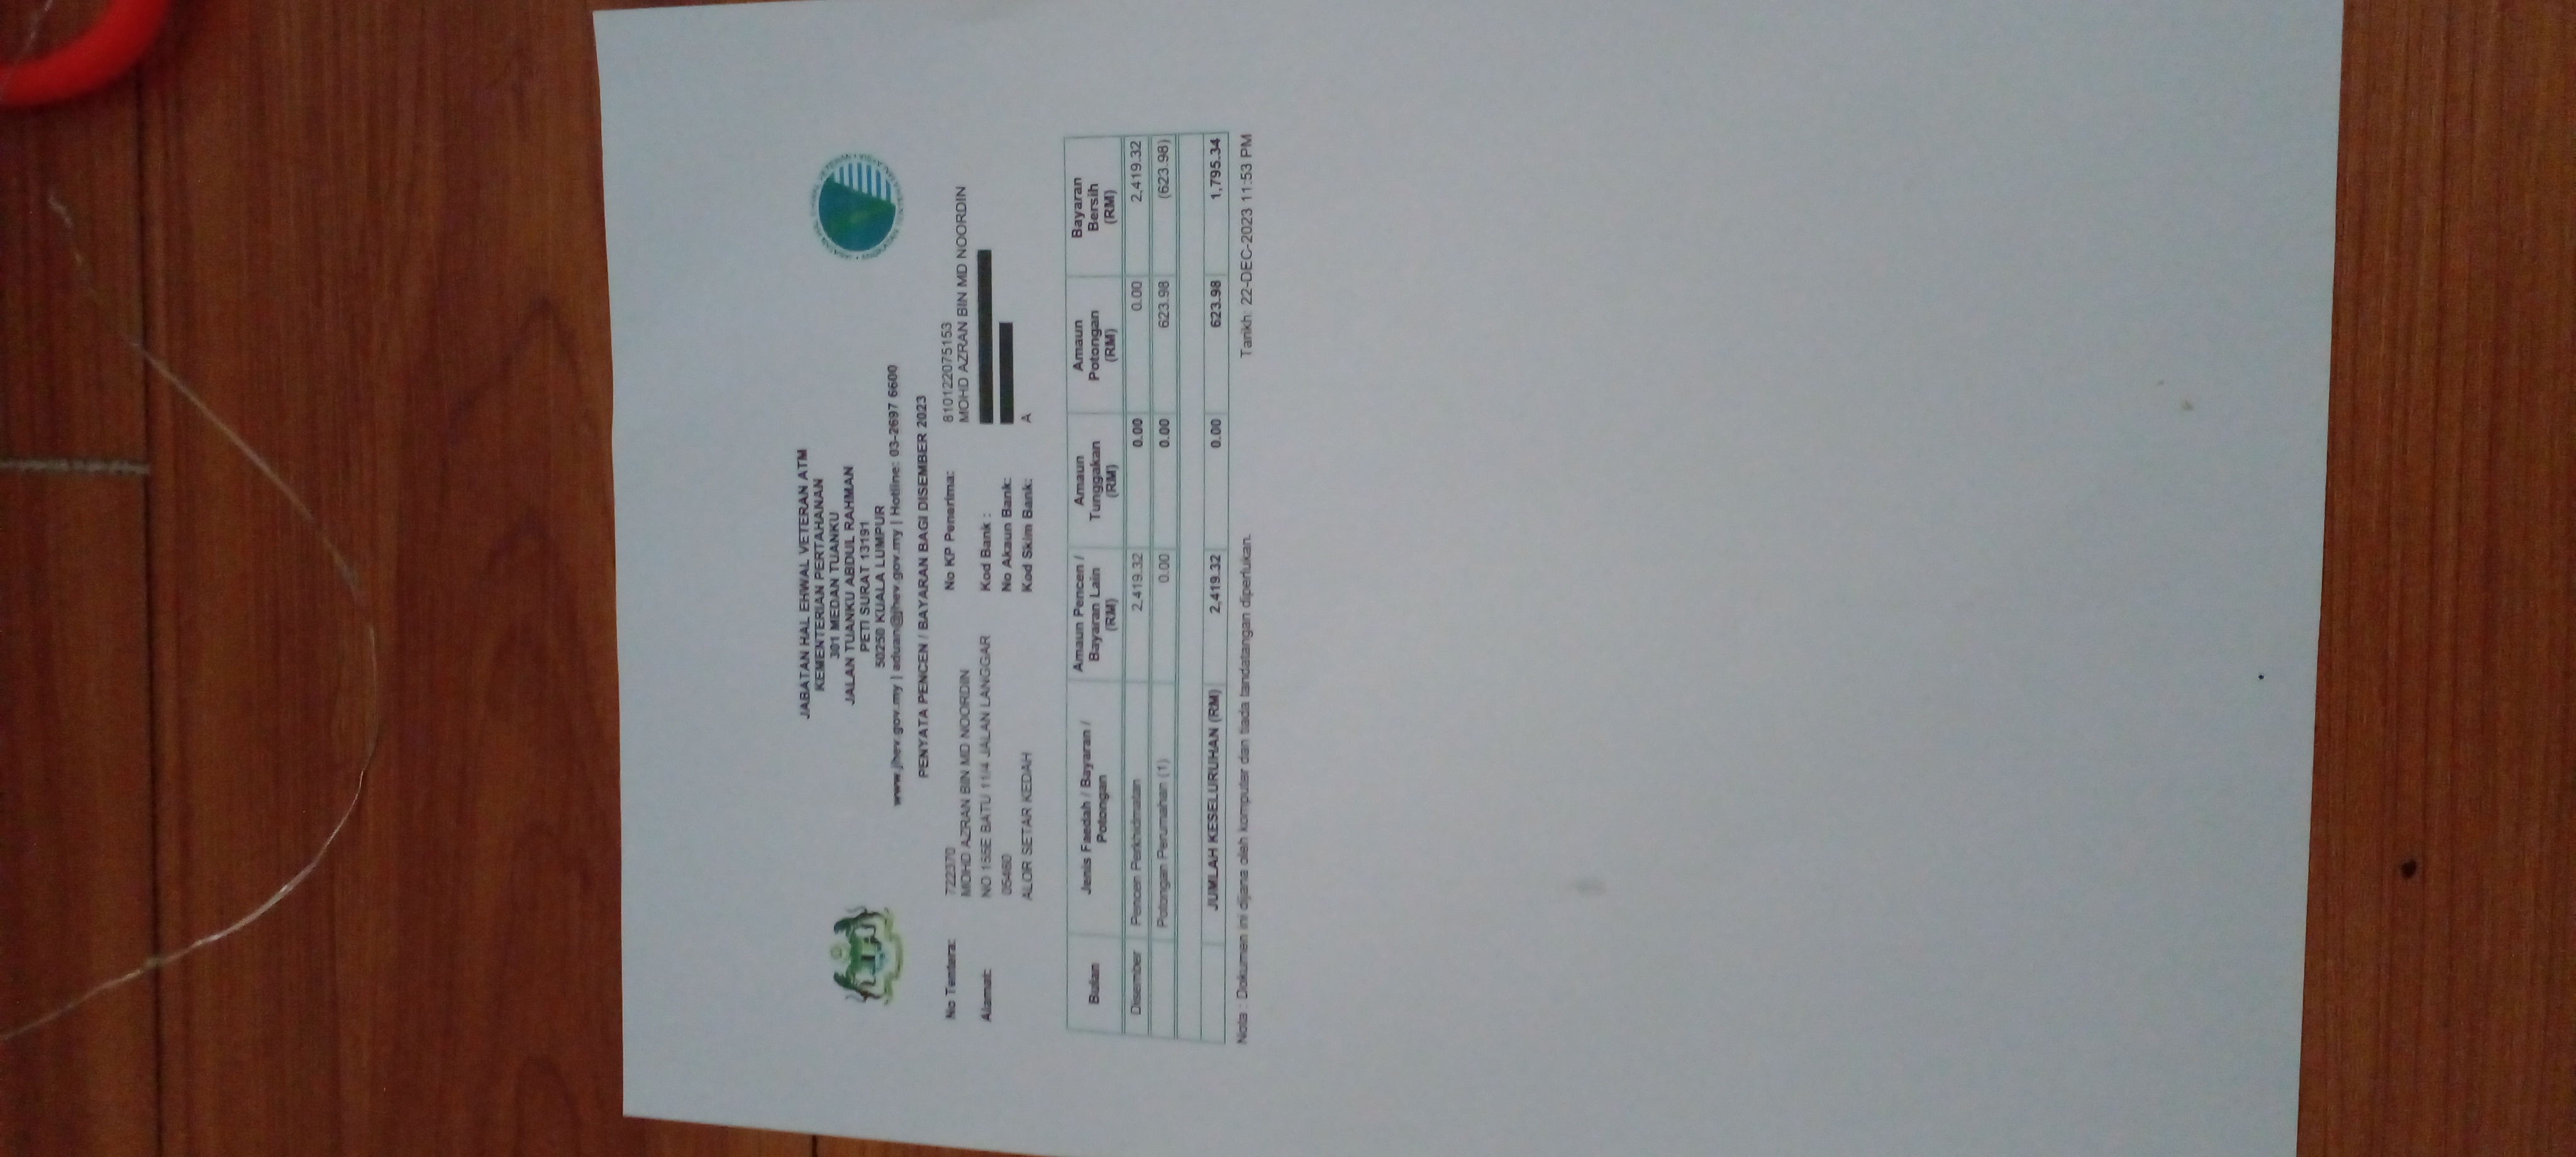 JABATAN HAL EHWAL VETERAN ATM
KEMENTERIAN PERTAHANAN
301 MEDAN TUANKU
JALAN TUANKU ABDUL RAHMAN
PETI SURAT 13191
50250 KUALA LUMPUR
www.jhev.gov.my | aduan@jhev.gov.my | Hotline: 03-2697 6600
PENYATA PENCEN / BAYARAN BAGI DISEMBER 2023
No Tentera: 722370 No KP Penerima: 810122075153
MOHD AZRAN BIN MD NOORDIN MOHD AZRAN BIN MD NOORDIN
Alamat: NO 155E BATU 11/4 JALAN LANGGAR Kod Bank :
05460 No Akaun Bank:
ALOR SETAR KEDAH Kod Skim Bank: A
Bulan Jenis Faedah / Bayaran / Potongan Amaun Pencen / Bayaran Lain (RM) Amaun Tunggakan (RM) Amaun Potongan (RM) Bayaran Bersih (RM)
Disember Pencen Perkhidmatan 2,419.32 0.00 0.00 2,419.32
Potongan Perumahan (1) 0.00 0.00 623.98 (623.98)
JUMLAH KESELURUHAN (RM) 2,419.32 0.00 623.98 1,795.34
Nota : Dokumen ini dijana oleh komputer dan tiada tandatangan diperlukan. Tarikh: 22-DEC-2023 11:53 PM